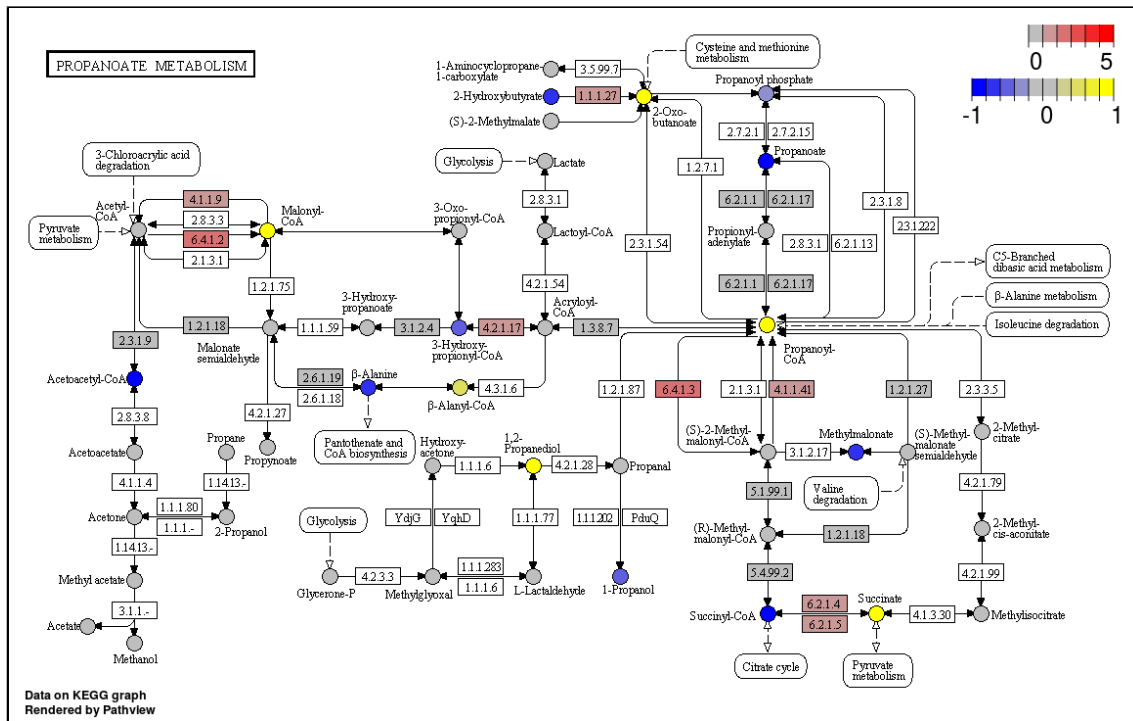 PROPANOATE METABOLISM
0 5
-1 0 1
Cysteine and methionine
metabolism
1-Aminocyclopropane
1-carboxylate
3.5.99.7
2-Hydroxybutyrate
1.1.1.27
(S)-2-Methylmalate
2-Oxo-
butanoate
Propanoyl phosphate
2.7.2.1
2.7.2.15
Propanoate
1.2.7.1
2.3.1.8
2.3.1.222
6.2.1.1
6.2.1.17
2.3.1.54
Propionyl-
adenylate
2.8.3.1
6.2.1.13
6.2.1.1
6.2.1.17
C5-Branched
dibasic acid metabolism
β-Alanine metabolism
Isoleucine degradation
Propanoyl-
CoA
3-Chloroacrylic acid
degradation
Acetyl-
CoA
Pyruvate
metabolism
4.1.1.9
2.8.3.3
6.4.1.2
2.1.3.1
Malonyl-
CoA
Glycolysis
Lactate
2.8.3.1
3-Oxo-
propionyl-CoA
Lactoyl-CoA
4.2.1.54
1.2.1.75
3-Hydroxy-
propanoate
Acryloyl-
CoA
1.2.1.18
1.1.1.59
3.1.2.4
4.2.1.17
1.3.8.7
Malonate
semialdehyde
3-Hydroxy-
propionyl-CoA
2.3.1.9
Acetoacetyl-CoA
2.6.1.19
2.6.1.18
β-Alanine
4.3.1.6
β-Alanyl-CoA
1.2.1.87
6.4.1.3
2.1.3.1
4.1.1.41
1.2.1.27
2.3.3.5
2.8.3.8
4.2.1.27
Pantothenate and
CoA biosynthesis
Acetoacetate
Propane
Propynoate
Hydroxy-
acetone
1,2-
Propanediol
1.1.1.6
4.2.1.28
Propanal
(S)-2-Methyl-
malonyl-CoA
Methylmalonate
3.1.2.17
(S)-Methyl-
malonate
semialdehyde
2-Methyl-
citrate
4.1.1.4
1.14.13.-
Valine
degradation
5.1.99.1
4.2.1.79
Acetone
1.1.1.80
1.1.1.-
2-Propanol
Glycolysis
YdjG
YqhD
1.1.1.77
1.1.1.202
PduQ
(R)-Methyl-
malonyl-CoA
1.2.1.18
2-Methyl-
cis-aconitate
1.14.13.-
Methyl acetate
Glycerone-P
4.2.3.3
Methylglyoxal
1.1.1.283
1.1.1.6
L-Lactaldehyde
1-Propanol
5.4.99.2
4.2.1.99
3.1.1.-
Acetate
Methanol
Succinyl-CoA
6.2.1.4
6.2.1.5
Succinate
4.1.3.30
Methylisocitrate
Citrate cycle
Pyruvate
metabolism
Data on KEGG graph
Rendered by Pathview